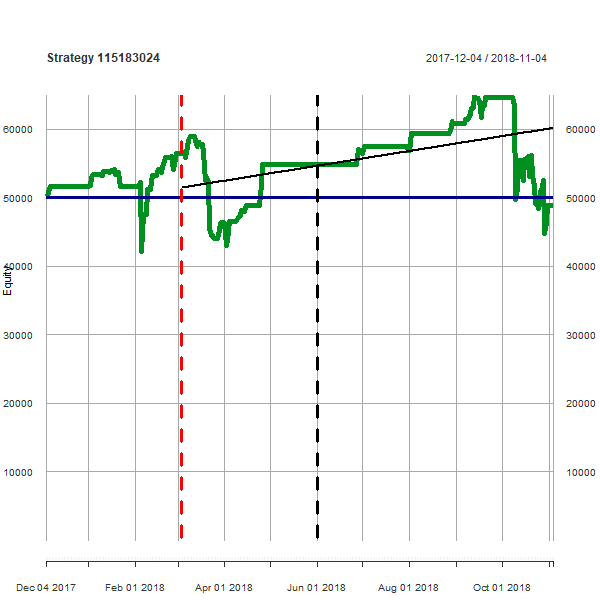 Strategy 115183024
2017-12-04 / 2018-11-04
60000
60000
50000
50000
40000
40000
Equity
30000
30000
20000
20000
10000
10000
Dec 04 2017
Feb 01 2018
Apr 01 2018
Jun 01 2018
Aug 01 2018
Oct 01 2018